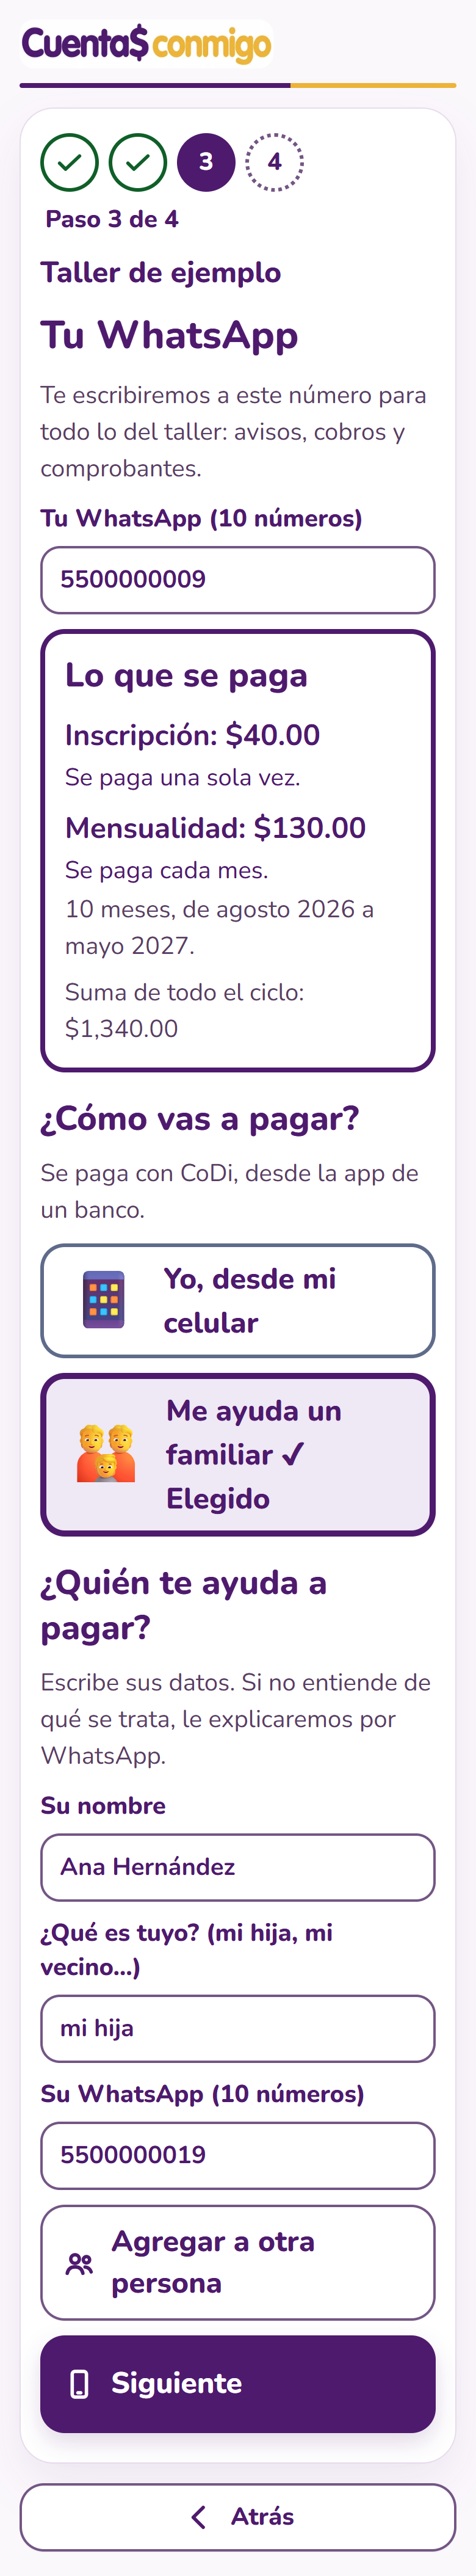 Cuenta$ conmigo
3
4
Paso 3 de 4
Taller de ejemplo
Tu WhatsApp
Te escribiremos a este número para
todo lo del taller: avisos, cobros y
comprobantes.
Tu WhatsApp (10 números)
5500000009
Lo que se paga
Inscripción: $40.00
Se paga una sola vez.
Mensualidad: $130.00
Se paga cada mes.
10 meses, de agosto 2026 a
mayo 2027.
Suma de todo el ciclo:
$1,340.00
¿Cómo vas a pagar?
Se paga con CoDi, desde la app de
un banco.
Yo, desde mi
celular
Me ayuda un
familiar ✓
Elegido
¿Quién te ayuda a
pagar?
Escribe sus datos. Si no entiende de
qué se trata, le explicaremos por
WhatsApp.
Su nombre
Ana Hernández
¿Qué es tuyo? (mi hija, mi
vecino...)
mi hija
Su WhatsApp (10 números)
5500000019
Agregar a otra
persona
Siguiente
Atrás